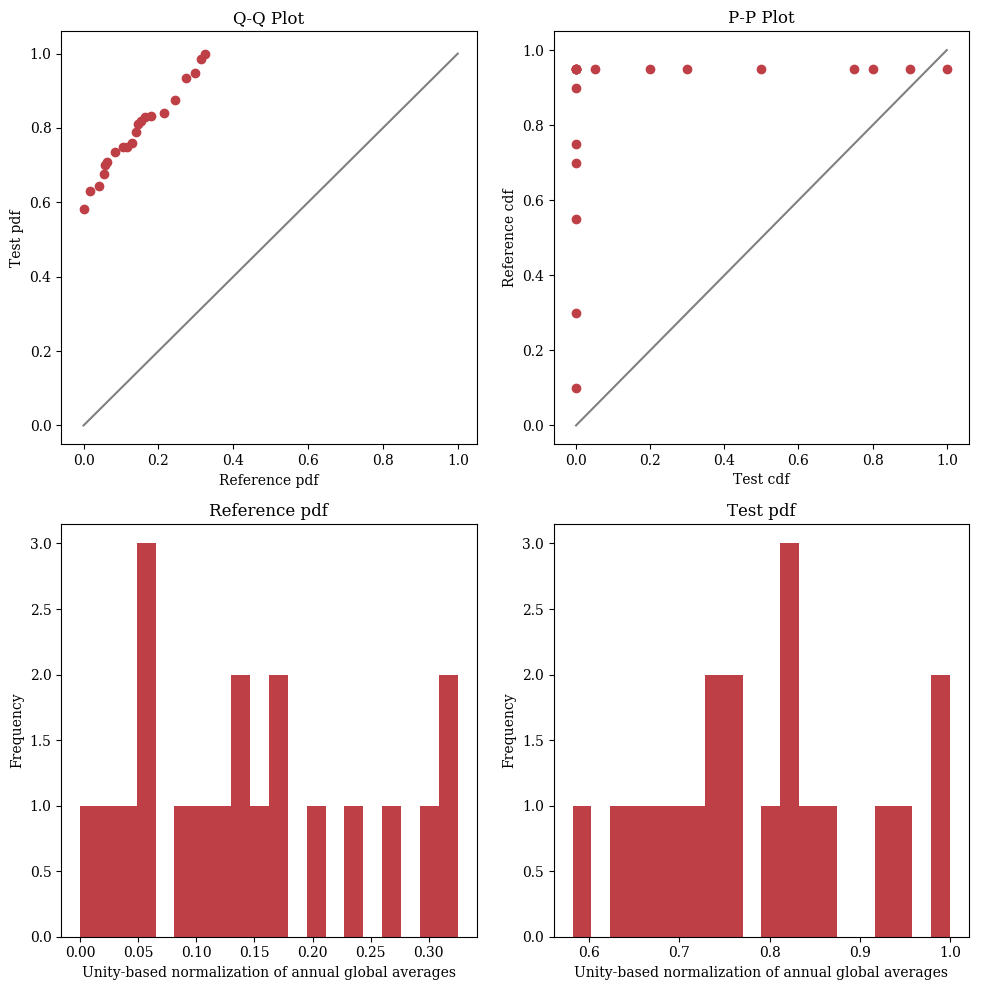 Q-Q Plot
1.0
0.8
0.6
0.4
0.2
0.0
Test pdf
0.0 0.2 0.4 0.6 0.8 1.0
Reference pdf
P-P Plot
1.0
0.8
0.6
0.4
0.2
0.0
Reference cdf
0.0 0.2 0.4 0.6 0.8 1.0
Test cdf
Reference pdf
3.0
2.5
2.0
1.5
1.0
0.5
0.0
Frequency
0.00 0.05 0.10 0.15 0.20 0.25 0.30
Unity-based normalization of annual global averages
Test pdf
3.0
2.5
2.0
1.5
1.0
0.5
0.0
Frequency
0.6 0.7 0.8 0.9 1.0
Unity-based normalization of annual global averages